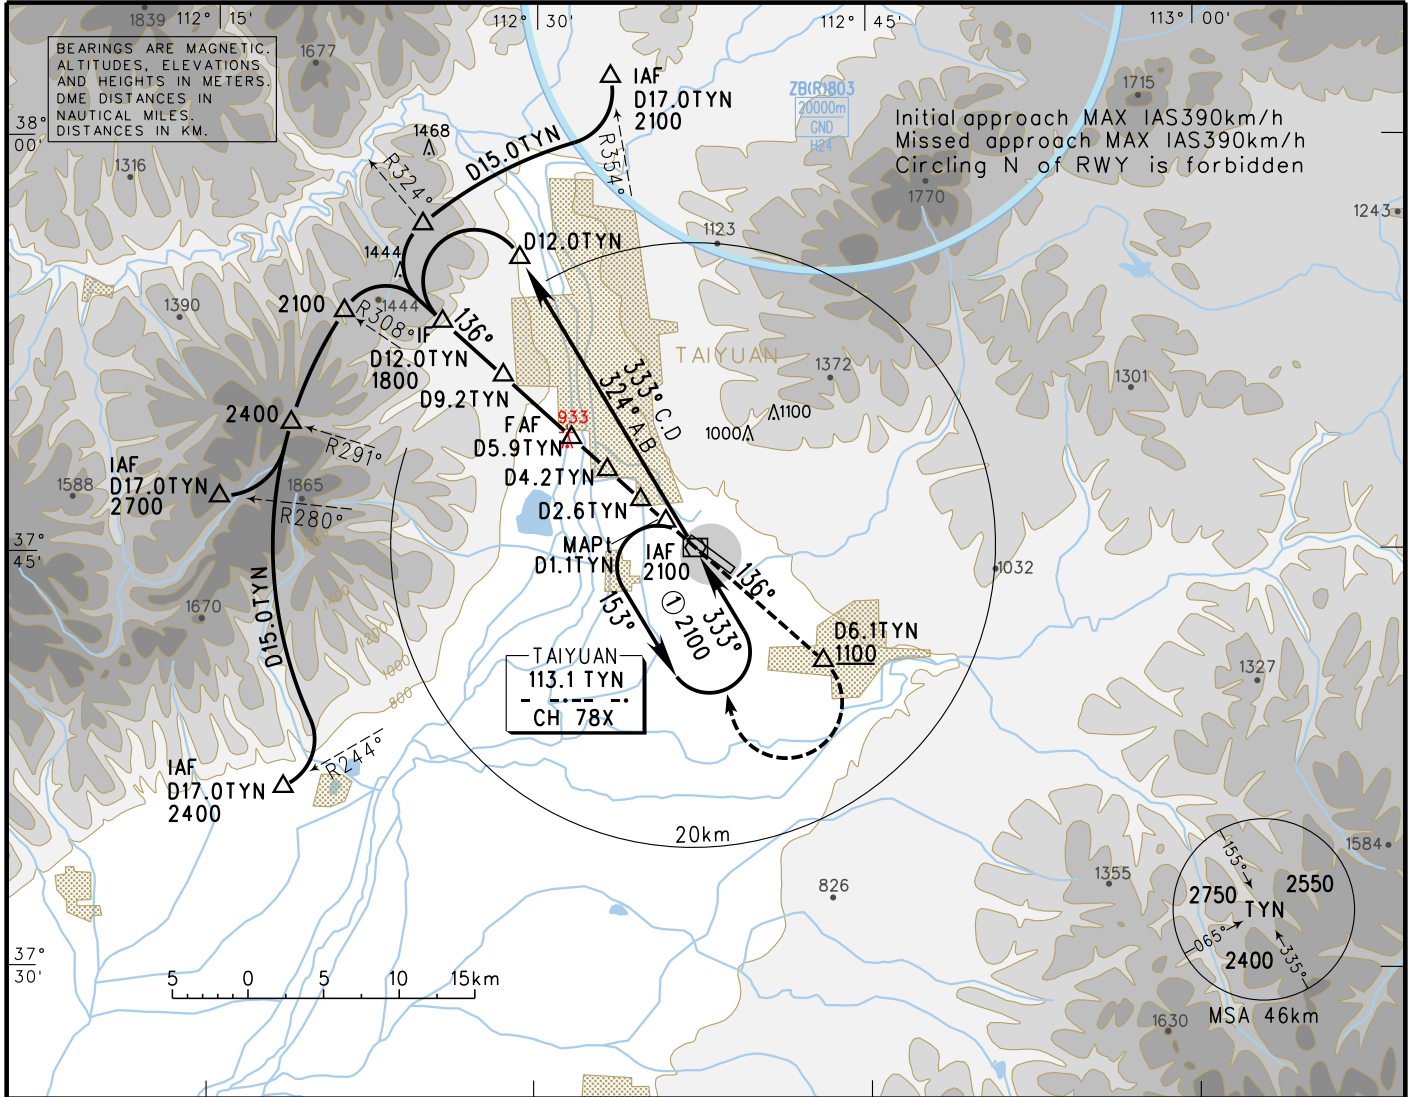 1839
112° 15'
112° 30'
112° 45'
113° 00'
BEARINGS ARE MAGNETIC.
ALTITUDES, ELEVATIONS
AND HEIGHTS IN METERS.
DME DISTANCES IN
NAUTICAL MILES.
DISTANCES IN KM.
1677
IAF
D17.0TYN
2100
ZB(R)803
20000m
GND
H24
1715
Initial approach MAX IAS390km/h
Missed approach MAX IAS390km/h
Circling N of RWY is forbidden
38°
00'
1468
D15.0TYN
R354°
1316
R324°
1770
1243
1123
D12.0TYN
1444
1390
2100
1444
R308°
IF
D12.0TYN
1800
136°
TAIYUAN
333° C.D
324° A.B
1372
1301
D9.2TYN
2400
933
FAF
D5.9TYN
1100
1000
R291°
D4.2TYN
IAF
D17.0TYN
2700
1588
1865
R280°
D2.6TYN
37°
45'
MAPt
D1.1TYN
IAF
2100
136°
1032
1400
1200
1000
800
1670
D15.0TYN
153°
① 2100
333°
D6.1TYN
1100
TAIYUAN
113.1 TYN
CH 78X
1327
R244°
IAF
D17.0TYN
2400
20km
1584
1355
826
155°
2750
2550
TYN
065°
2400
335°
MSA 46km
37°
30'
5 0 5 10 15km
1630